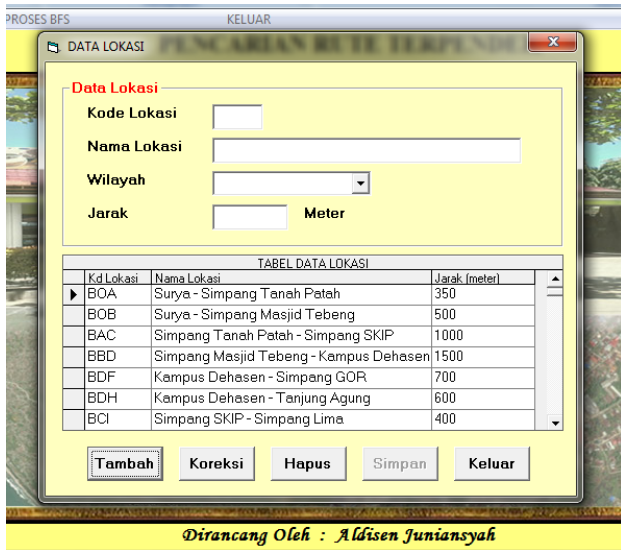 PROSES BFS KELUAR
DATA LOKASI PENCARIAN RUTE TERPENDE
Data Lokasi
Kode Lokasi
Nama Lokasi
Wilayah
Jarak Meter
TABEL DATA LOKASI
Kd Lokasi Nama Lokasi Jarak (meter)
BOA Surya - Simpang Tanah Patah 350
BOB Surya - Simpang Masjid Tebeng 500
BAC Simpang Tanah Patah - Simpang SKIP 1000
BBD Simpang Masjid Tebeng - Kampus Dehasen 1500
BDF Kampus Dehasen - Simpang GOR 700
BDH Kampus Dehasen - Tanjung Agung 600
BCI Simpang SKIP - Simpang Lima 400
Tambah Koreksi Hapus Simpan Keluar
Dirancang Oleh : Aldisen Juniansyah